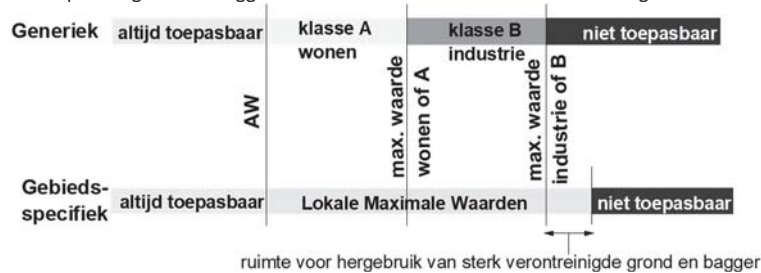 Generiek
altijd toepasbaar
klasse A
wonen
klasse B
industrie
niet toepasbaar
AW
max. waarde
wonen of A
max. waarde
industrie of B
Gebieds-
specifiek
altijd toepasbaar
Lokale Maximale Waarden
niet toepasbaar
ruimte voor hergebruik van sterk verontreinigde grond en bagger